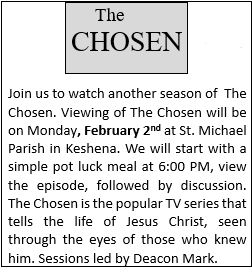 The
CHOSEN
Join us to watch another season of The
Chosen. Viewing of The Chosen will be
on Monday, February 2nd at St. Michael
Parish in Keshena. We will start with a
simple pot luck meal at 6:00 PM, view
the episode, followed by discussion.
The Chosen is the popular TV series that
tells the life of Jesus Christ, seen
through the eyes of those who knew
him. Sessions led by Deacon Mark.